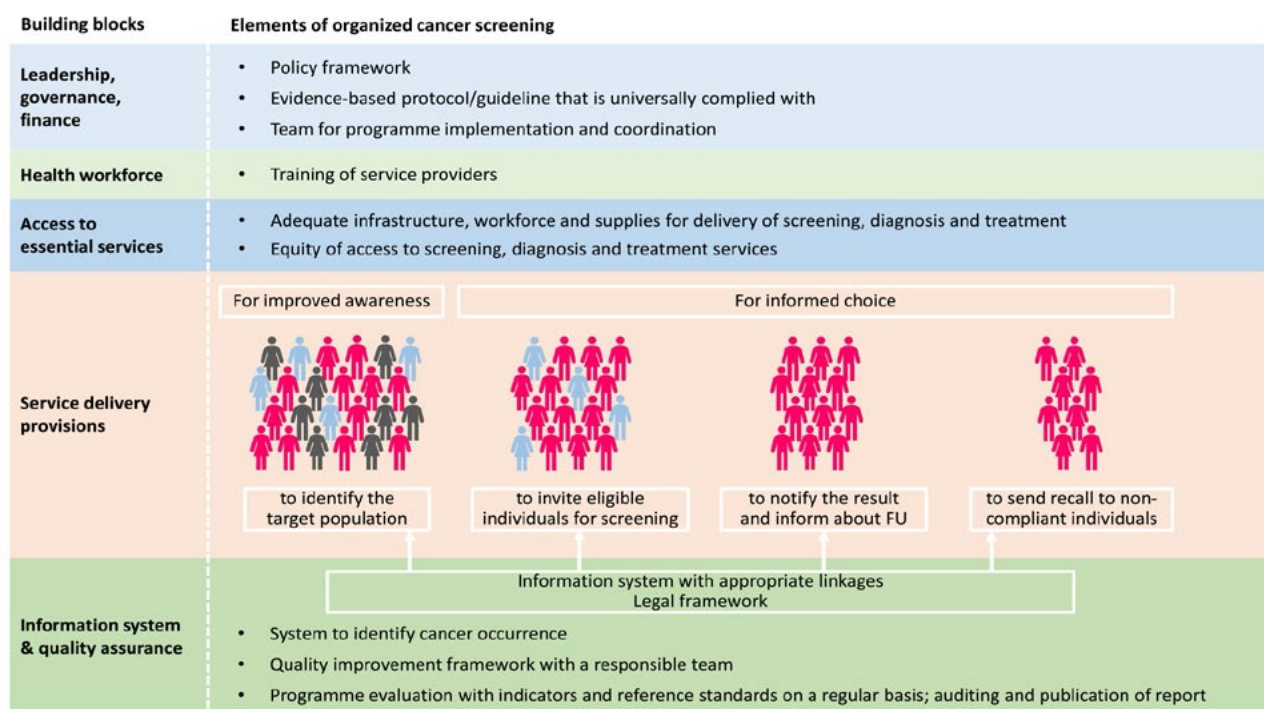 Building blocks
Elements of organized cancer screening
Leadership,
governance,
finance
• Policy framework
• Evidence-based protocol/guideline that is universally complied with
• Team for programme implementation and coordination
Health workforce
• Training of service providers
Access to
essential services
• Adequate infrastructure, workforce and supplies for delivery of screening, diagnosis and treatment
• Equity of access to screening, diagnosis and treatment services
Service delivery
provisions
For improved awareness
For informed choice
to identify the
target population
to invite eligible
individuals for screening
to notify the result
and inform about FU
to send recall to non-
compliant individuals
Information system
& quality assurance
Information system with appropriate linkages
Legal framework
• System to identify cancer occurrence
• Quality improvement framework with a responsible team
• Programme evaluation with indicators and reference standards on a regular basis; auditing and publication of report